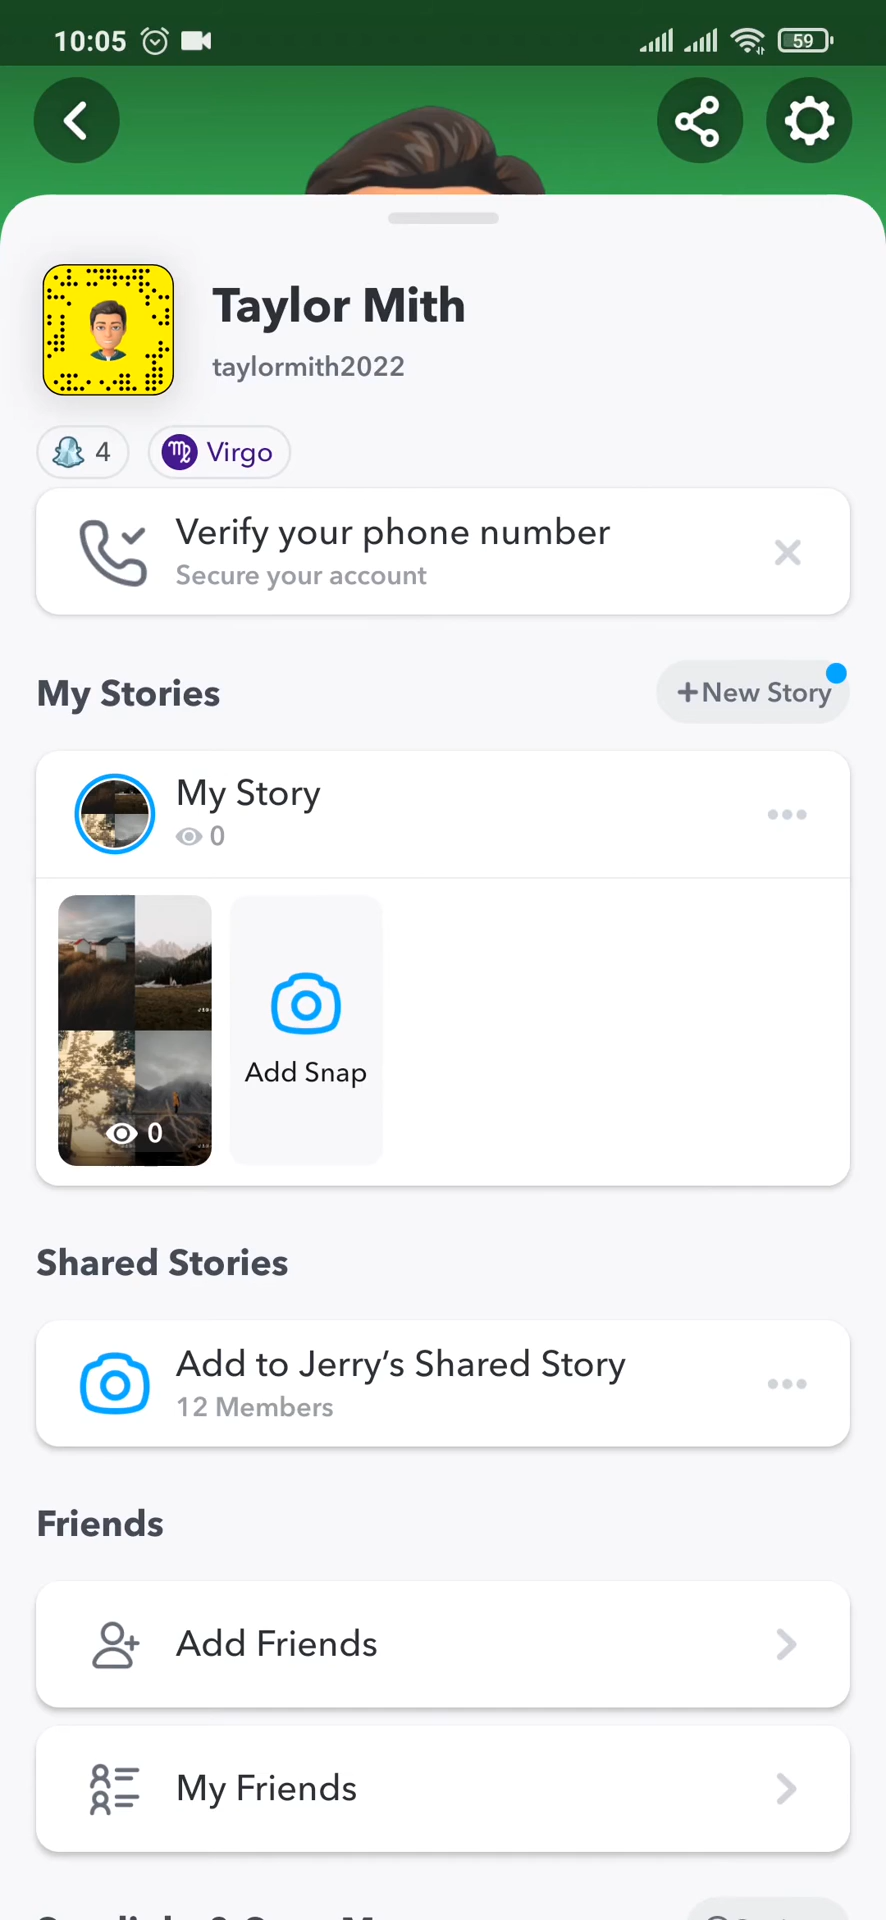 10:05
59
Taylor Mith
taylormith2022
4
Virgo
Verify your phone number
Secure your account
My Stories
+New Story
My Story
0
0
Add Snap
Shared Stories
Add to Jerry’s Shared Story
12 Members
Friends
Add Friends
My Friends